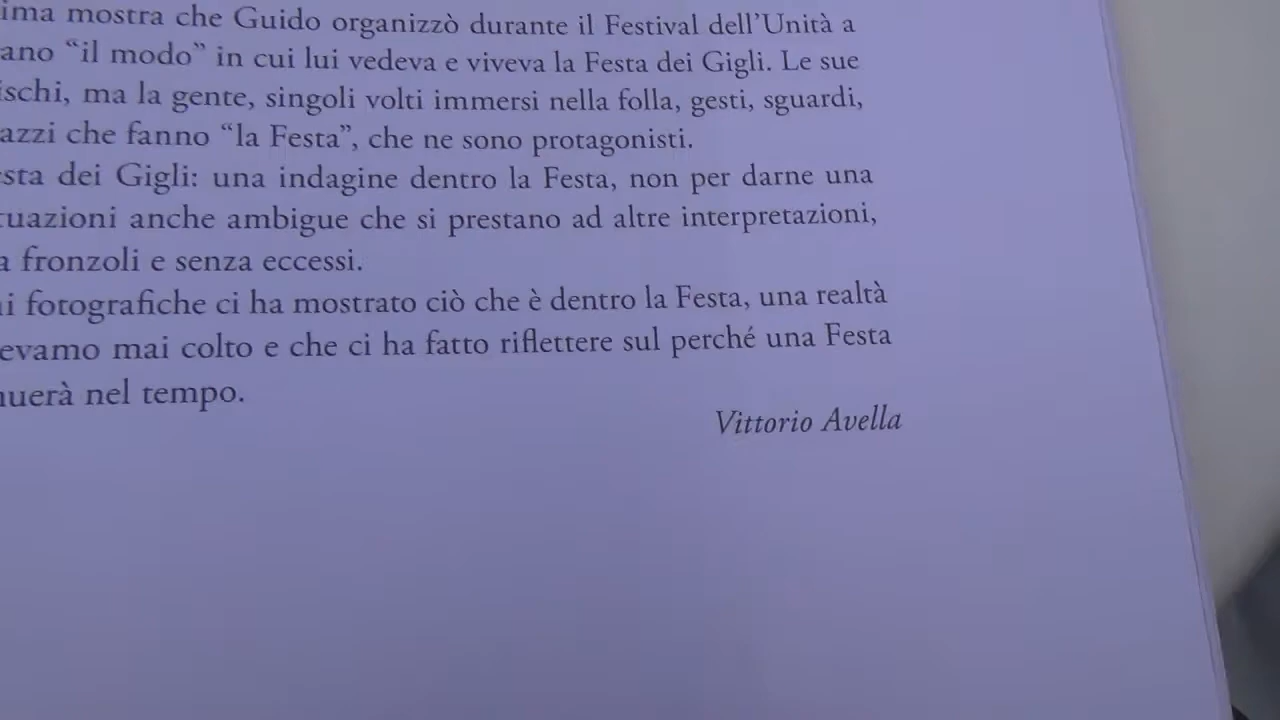 ima mostra che Guido organizzò durante il Festival dell'Unità a
ano “il modo” in cui lui vedeva e viveva la Festa dei Gigli. Le sue
ischi, ma la gente, singoli volti immersi nella folla, gesti, sguardi,
azzi che fanno “la Festa”, che ne sono protagonisti.
sta dei Gigli: una indagine dentro la Festa, non per darne una
tuazioni anche ambigue che si prestano ad altre interpretazioni,
a fronzoli e senza eccessi.
i fotografiche ci ha mostrato ciò che è dentro la Festa, una realtà
evamo mai colto e che ci ha fatto riflettere sul perché una Festa
nuerà nel tempo.
Vittorio Avella